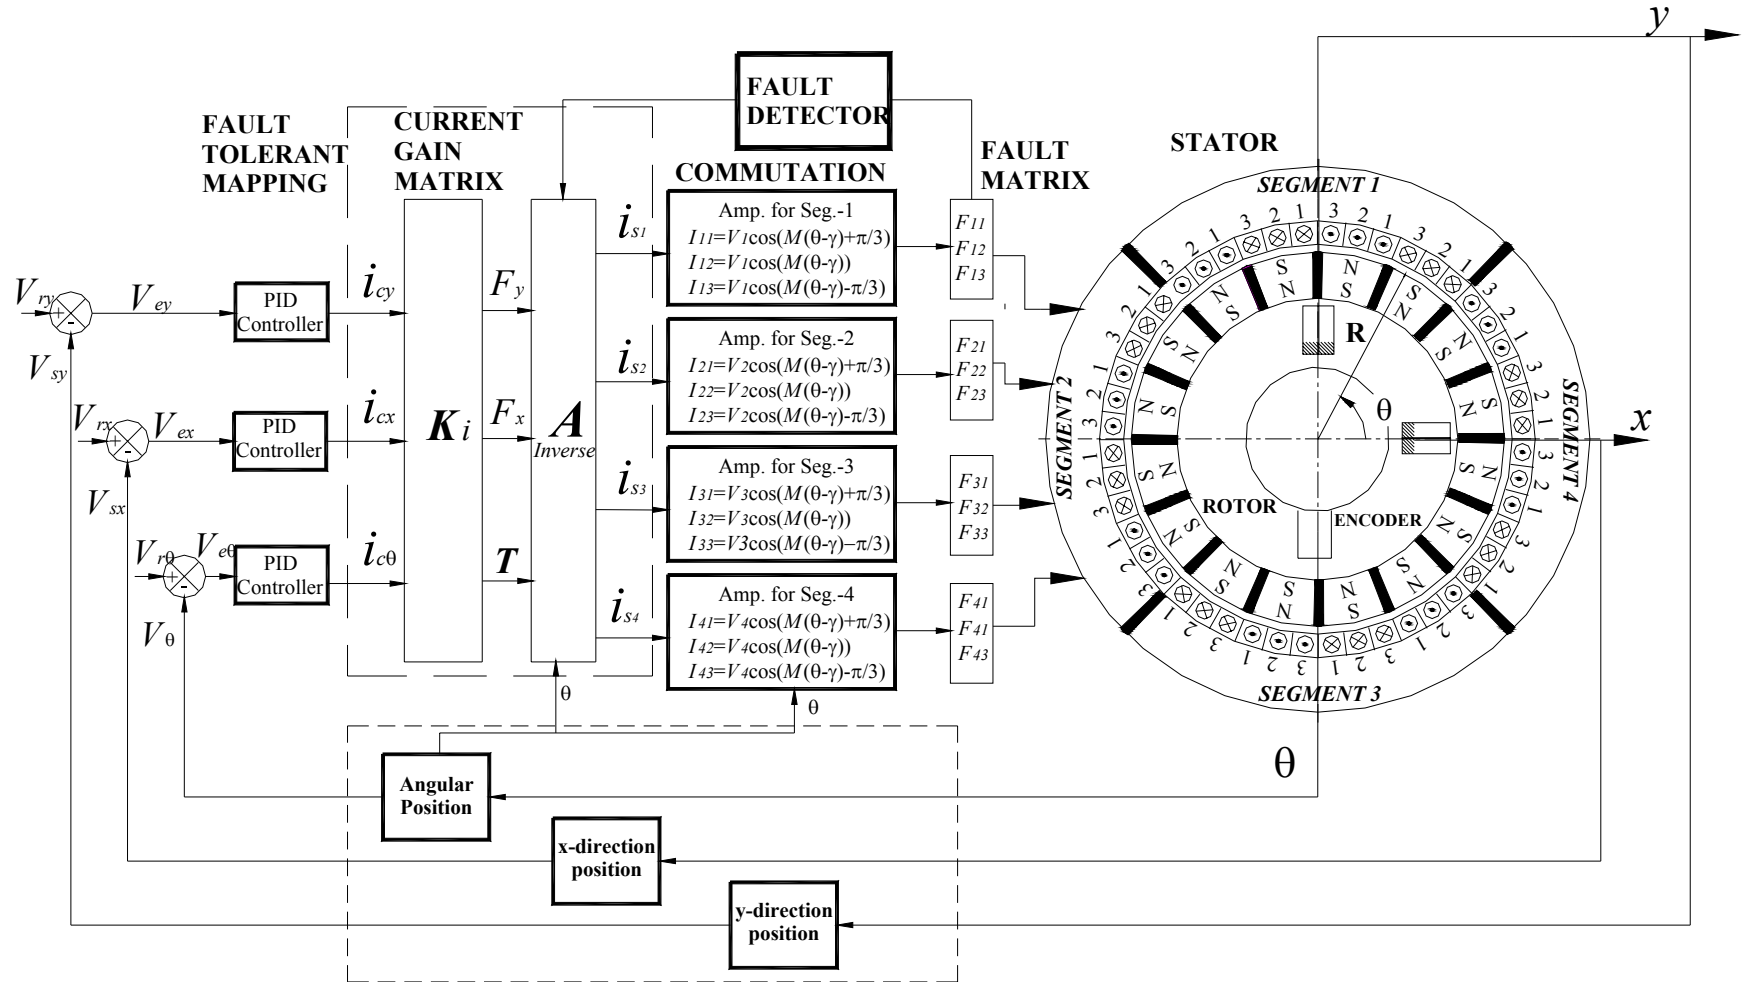 y
FAULT
DETECTOR
FAULT
TOLERANT
MAPPING
CURRENT
GAIN
MATRIX
COMMUTATION
FAULT
MATRIX
STATOR
SEGMENT 1
SEGMENT 2
SEGMENT 3
SEGMENT 4
Vry
+
-
Vey
PID
Controller
icy
Fy
Vsy
Vrx
+
-
Vex
PID
Controller
icx
Fx
Vsx
Vrθ
+
-
Veθ
PID
Controller
icθ
T
Vθ
Ki
A
Inverse
is1
is2
is3
is4
Amp. for Seg.-1
I11=V1cos(M(θ-γ)+π/3)
I12=V1cos(M(θ-γ))
I13=V1cos(M(θ-γ)-π/3)
Amp. for Seg.-2
I21=V2cos(M(θ-γ)+π/3)
I22=V2cos(M(θ-γ))
I23=V2cos(M(θ-γ)-π/3)
Amp. for Seg.-3
I31=V3cos(M(θ-γ)+π/3)
I32=V3cos(M(θ-γ))
I33=V3cos(M(θ-γ)−π/3)
Amp. for Seg.-4
I41=V4cos(M(θ-γ)+π/3)
I42=V4cos(M(θ-γ))
I43=V4cos(M(θ-γ)-π/3)
F11
F12
F13
F21
F22
F23
F31
F32
F33
F41
F41
F43
R
θ
x
ROTOR
ENCODER
θ
θ
θ
Angular
Position
x-direction
position
y-direction
position